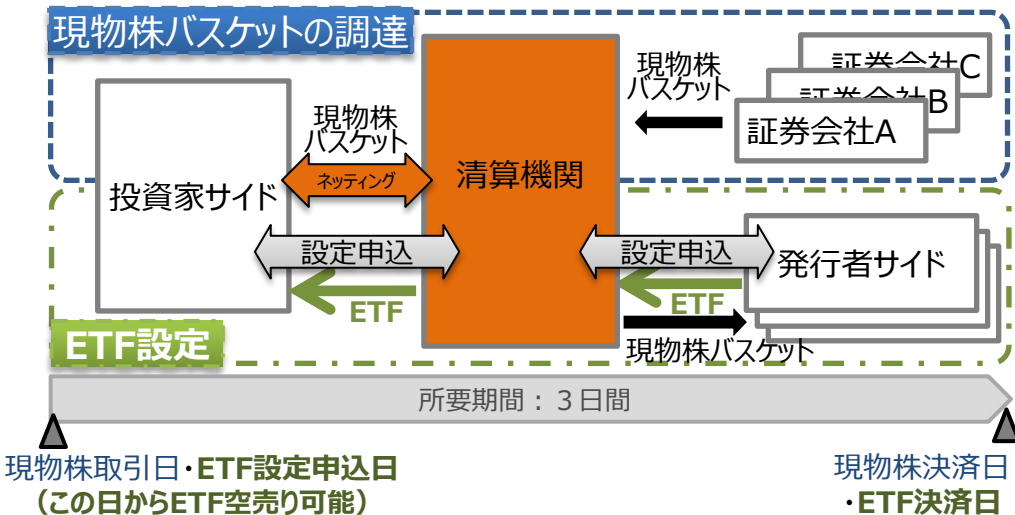 現物株バスケットの調達
証券会社C
証券会社B
証券会社A
現物株
バスケット
現物株
バスケット
ネッティング
投資家サイド
清算機関
設定申込
設定申込
発行者サイド
ETF
ETF
ETF設定
現物株バスケット
所要期間：３日間
現物株取引日・ETF設定申込日
（この日からETF空売り可能）
現物株決済日
・ETF決済日